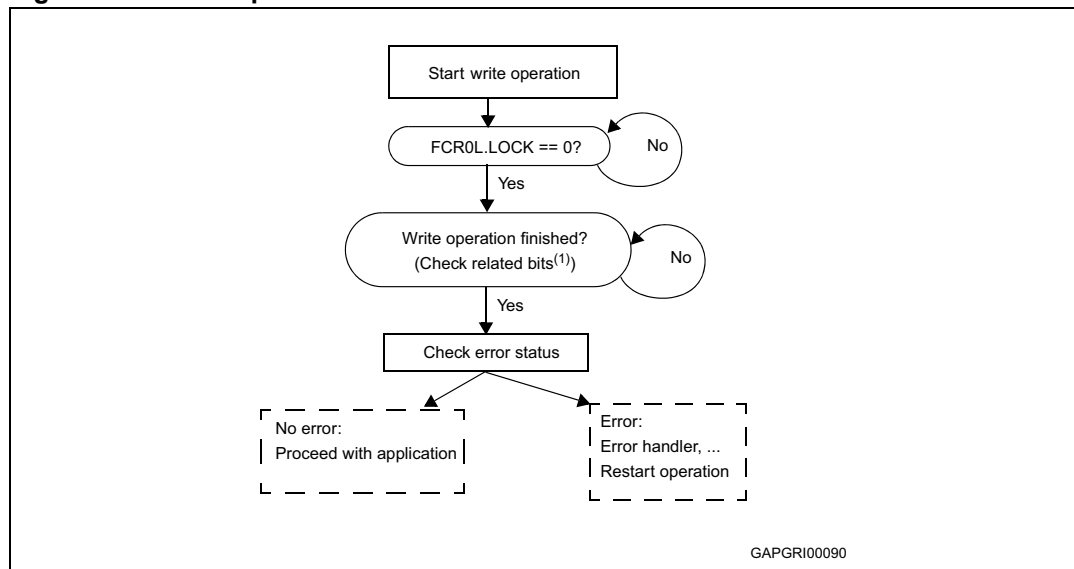 Start write operation
FCR0L.LOCK == 0?
No
Yes
Write operation finished?
(Check related bits(1))
No
Yes
Check error status
No error:
Proceed with application
Error:
Error handler, ...
Restart operation
GAPGRI00090